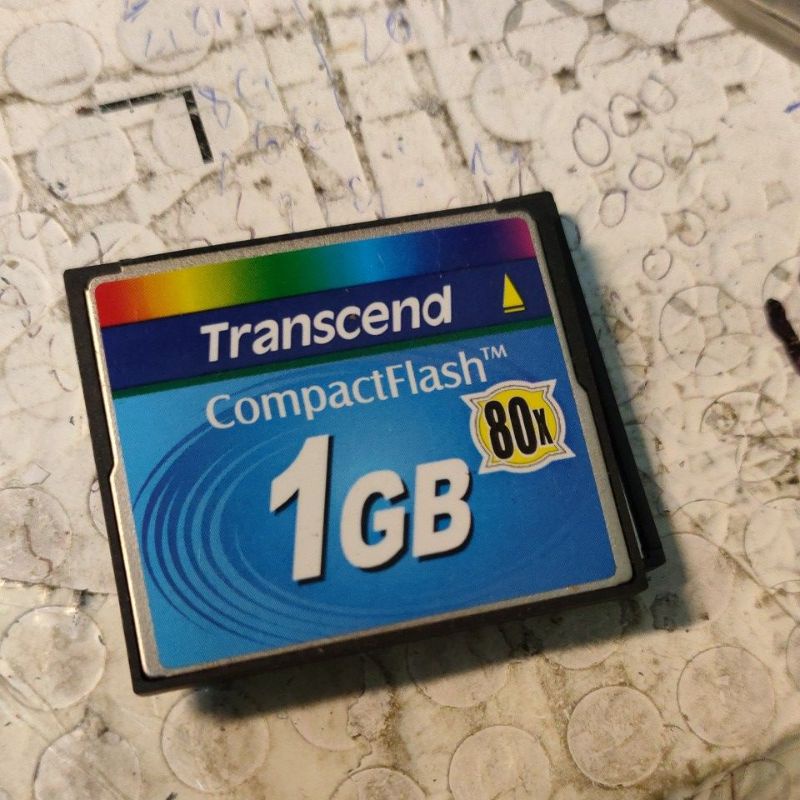 Transcend
CompactFlash™
80x
1GB